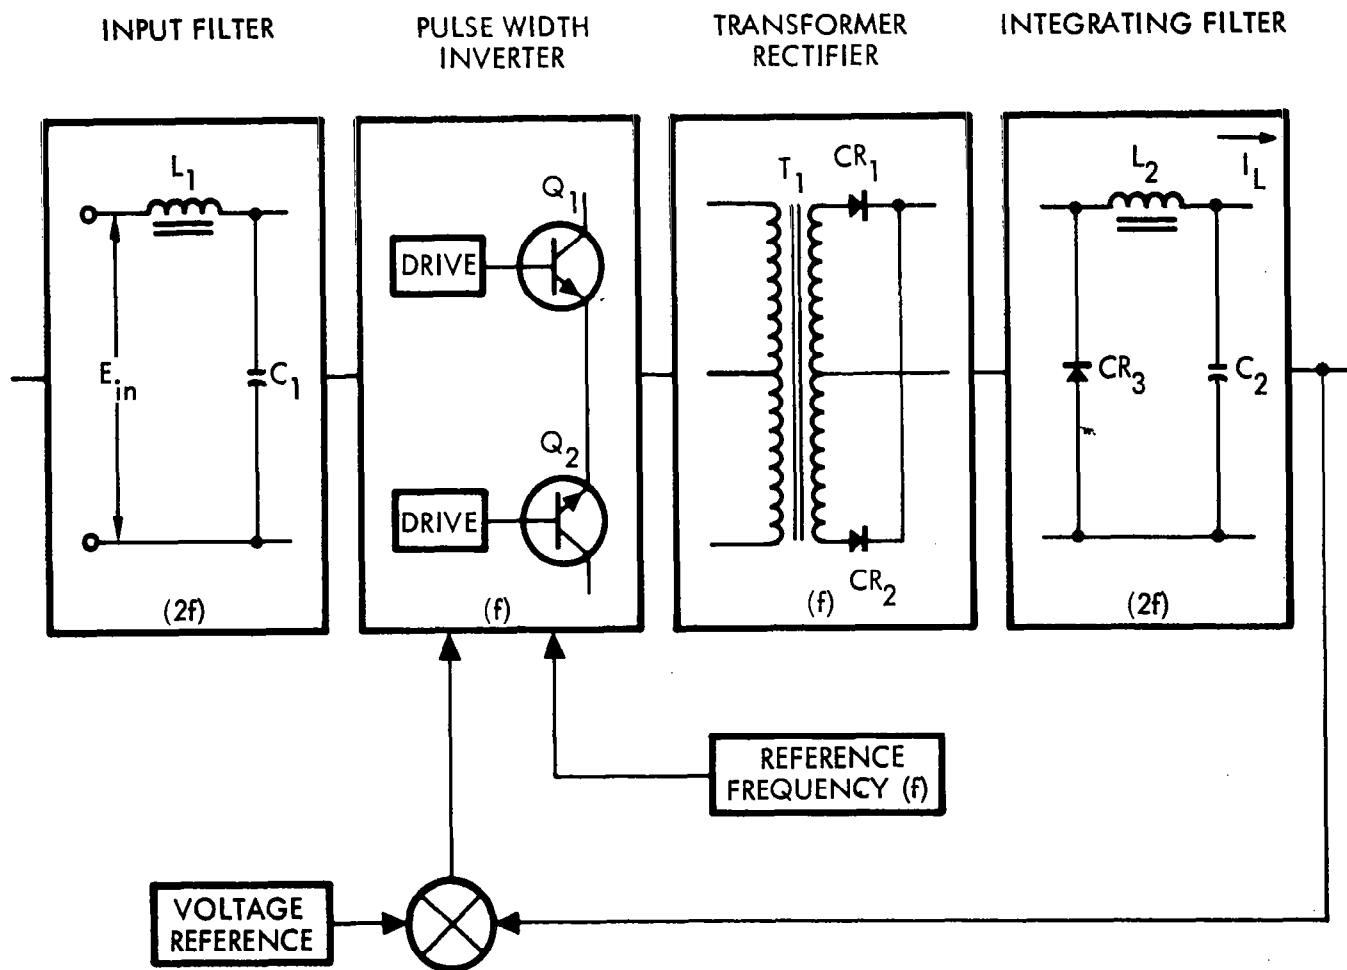 INPUT FILTER
PULSE WIDTH
INVERTER
TRANSFORMER
RECTIFIER
INTEGRATING FILTER
L1
Ein
C1
(2f)
Q1
DRIVE
Q2
DRIVE
(f)
T1
CR1
CR2
(f)
L2
IL
CR3
C2
(2f)
REFERENCE
FREQUENCY (f)
VOLTAGE
REFERENCE